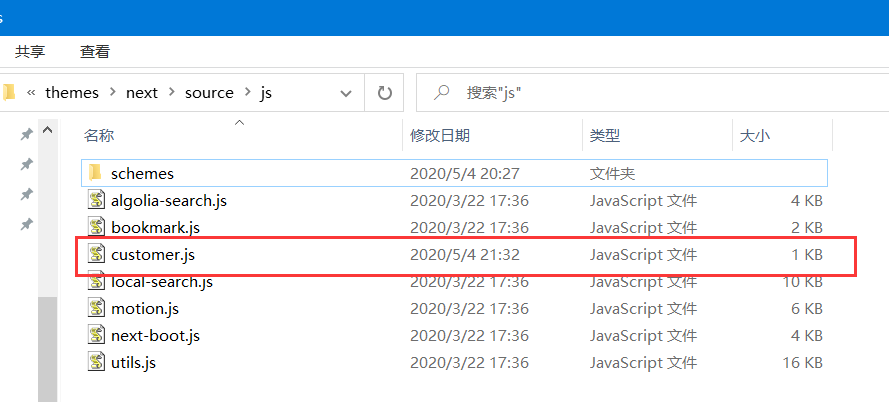 s
共享 查看
« themes > next > source > js 搜索"js"
名称 修改日期 类型 大小
schemes 2020/5/4 20:27 文件夹
algolia-search.js 2020/3/22 17:36 JavaScript 文件 4 KB
bookmark.js 2020/3/22 17:36 JavaScript 文件 2 KB
customer.js 2020/5/4 21:32 JavaScript 文件 1 KB
local-search.js 2020/3/22 17:36 JavaScript 文件 10 KB
motion.js 2020/3/22 17:36 JavaScript 文件 6 KB
next-boot.js 2020/3/22 17:36 JavaScript 文件 4 KB
utils.js 2020/3/22 17:36 JavaScript 文件 16 KB